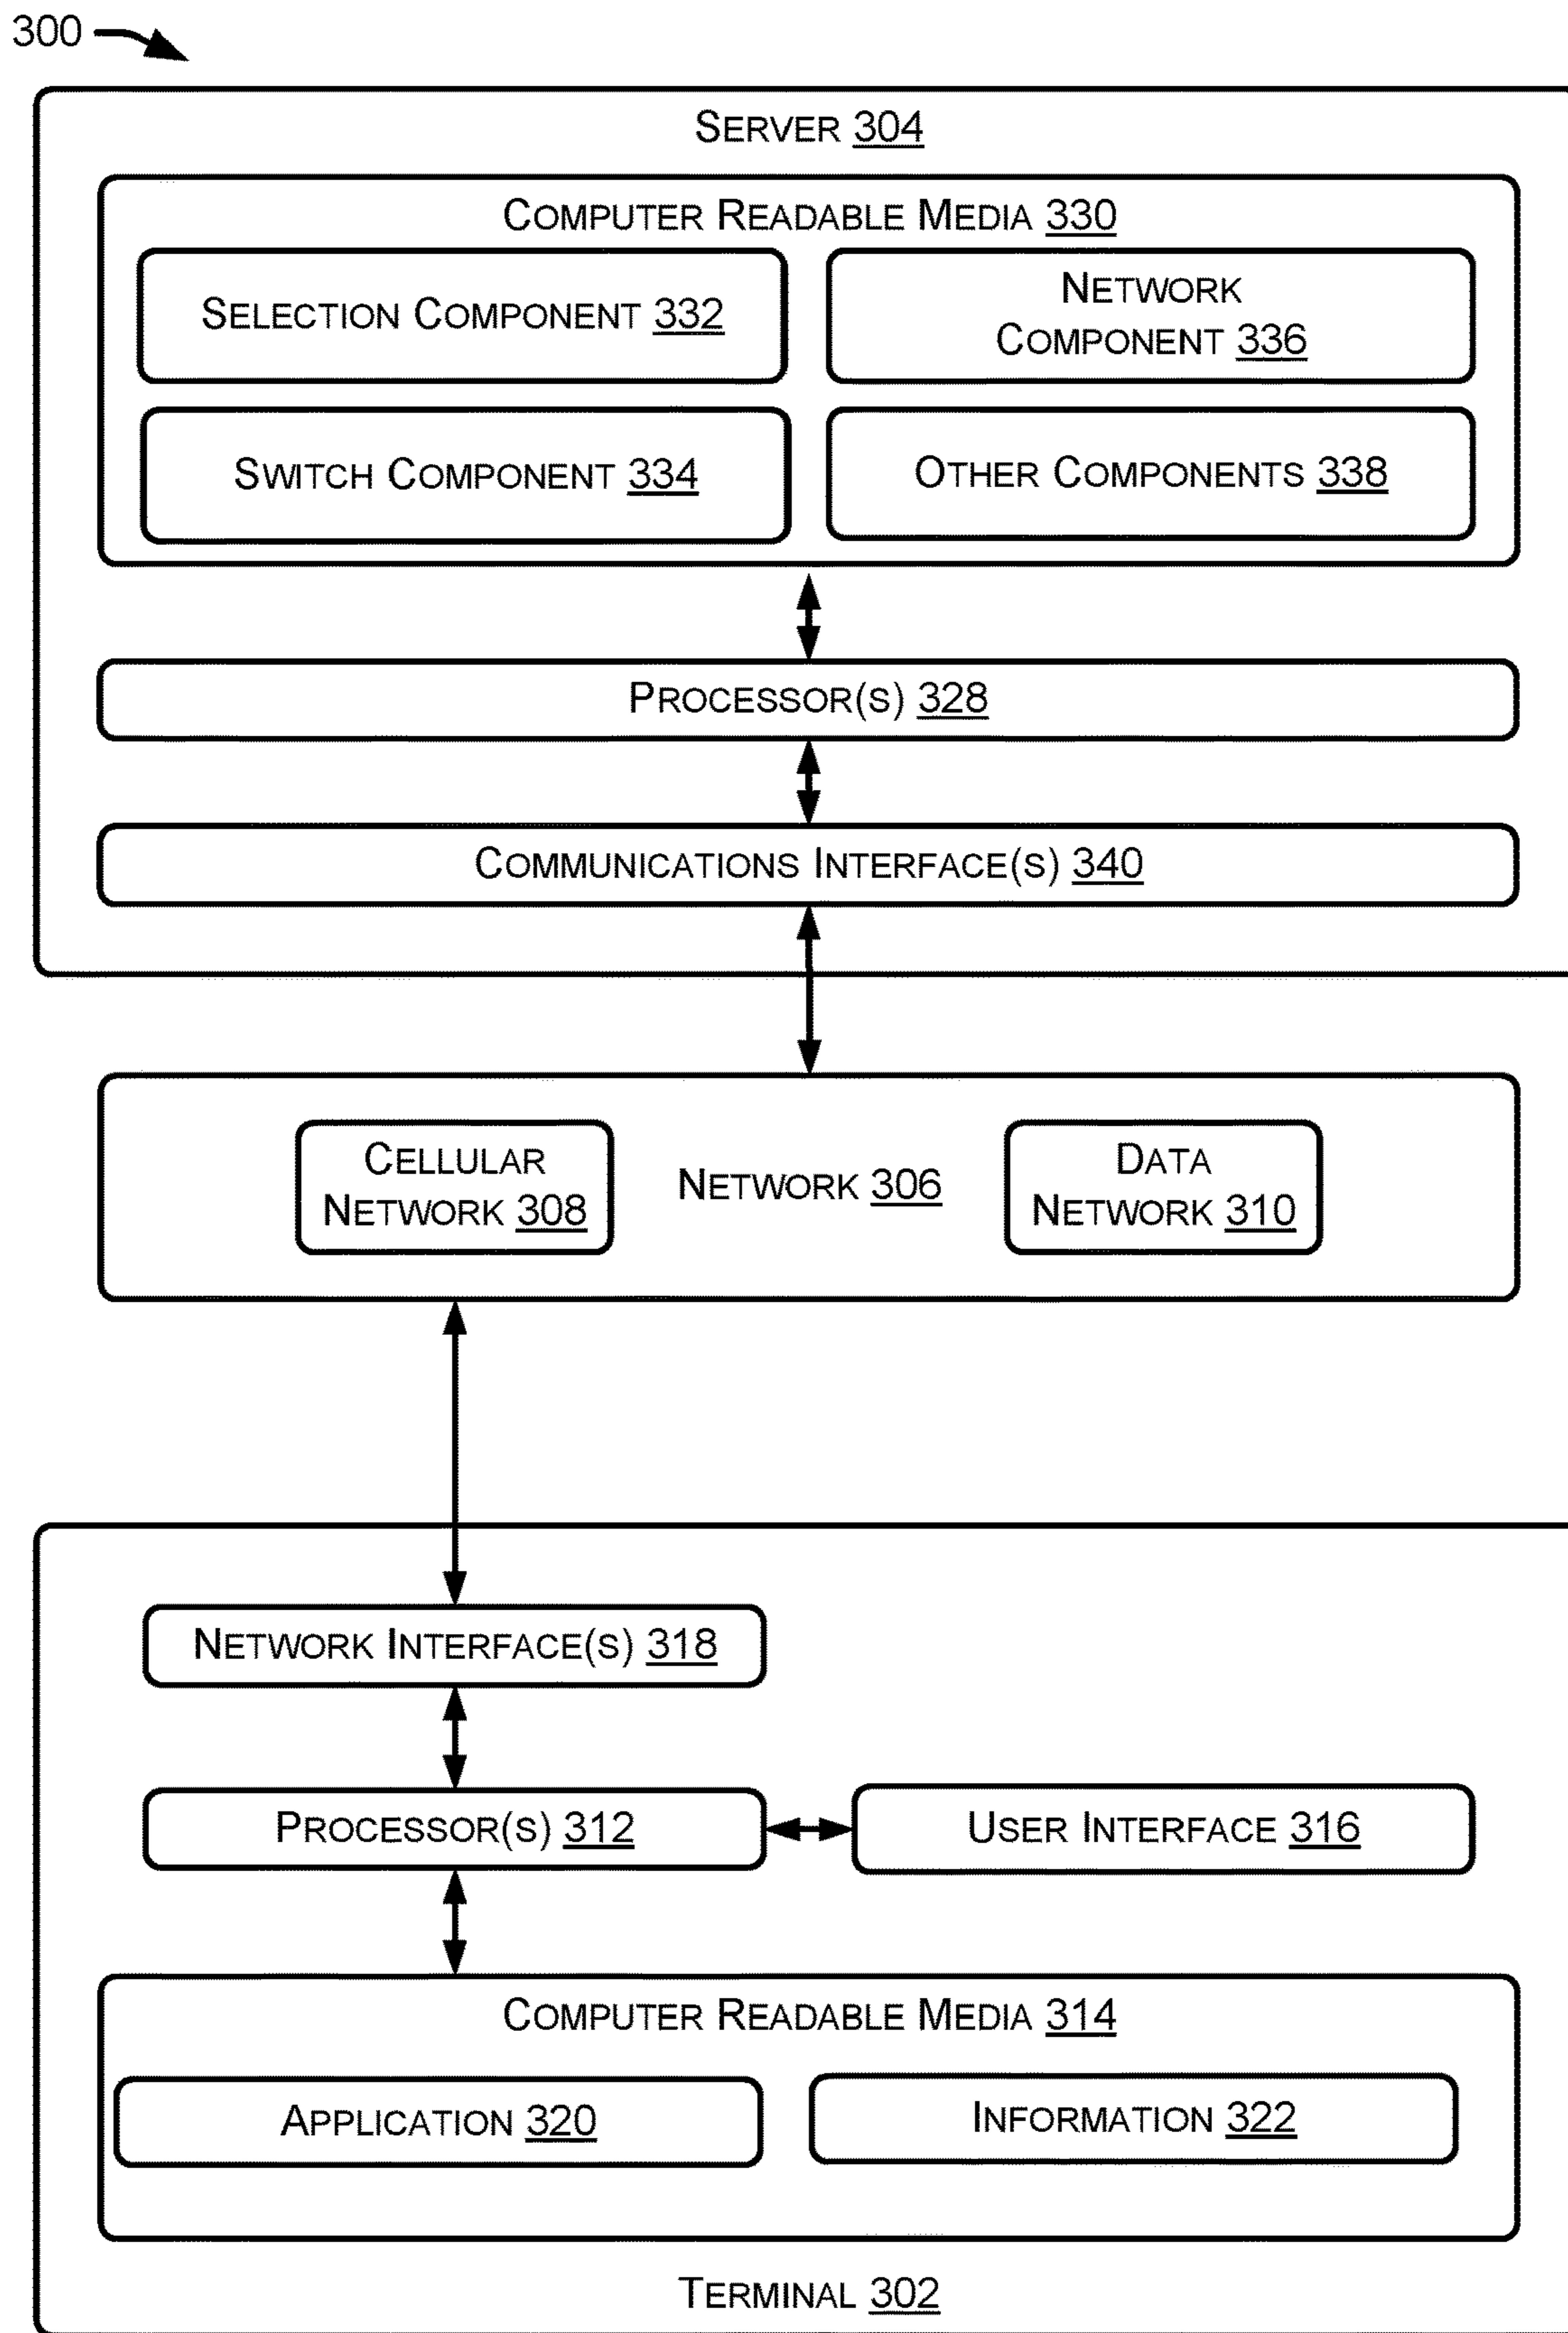 300
SERVER 304
COMPUTER READABLE MEDIA 330
SELECTION COMPONENT 332
NETWORK
COMPONENT 336
SWITCH COMPONENT 334
OTHER COMPONENTS 338
PROCESSOR(S) 328
COMMUNICATIONS INTERFACE(S) 340
CELLULAR
NETWORK 308
NETWORK 306
DATA
NETWORK 310
NETWORK INTERFACE(S) 318
PROCESSOR(S) 312
USER INTERFACE 316
COMPUTER READABLE MEDIA 314
APPLICATION 320
INFORMATION 322
TERMINAL 302